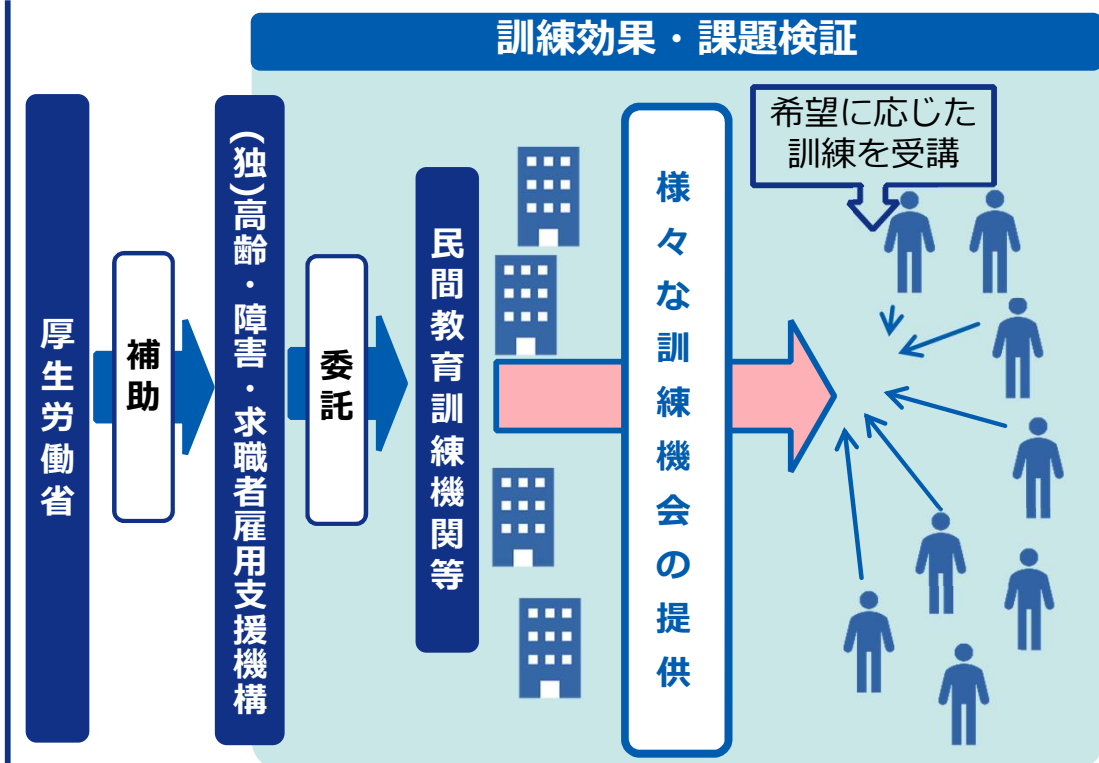 訓練効果・課題検証
厚生労働省
補助
(独)高齢・障害・求職者雇用支援機構
委託
民間教育訓練機関等
様々な訓練機会の提供
希望に応じた
訓練を受講